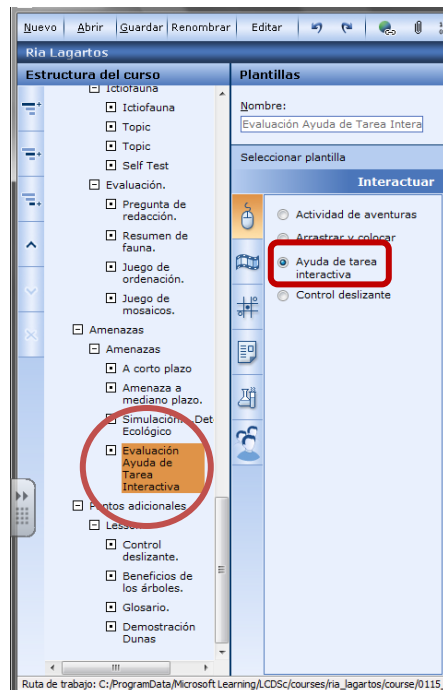 Nuevo Abrir Guardar Renombrar Editar
Ria Lagartos
Estructura del curso
Ictiofauna
Ictiofauna
Topic
Topic
Self Test
Evaluación.
Pregunta de
redacción.
Resumen de
fauna.
Juego de
ordenación.
Juego de
mosaicos.
Amenazas
Amenazas
A corto plazo
Amenaza a
mediano plazo.
Simulación. Det
Ecológico
Evaluación
Ayuda de
Tarea
Interactiva
Puntos adicionales
Lesson
Control
deslizante.
Beneficios de
los árboles.
Glosario.
Demostración
Dunas
Plantillas
Nombre:
Evaluación Ayuda de Tarea Intera
Seleccionar plantilla
Interactuar
Actividad de aventuras
Arrastrar y colocar
Ayuda de tarea
interactiva
Control deslizante
Ruta de trabajo: C:/ProgramData/Microsoft Learning/LCDSc/courses/ria_lagartos/course/0115_